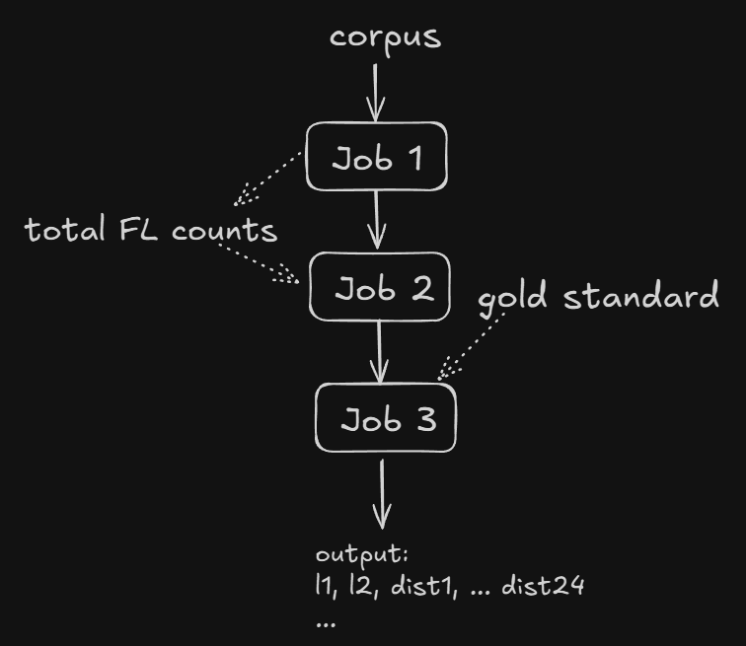 corpus
Job 1
total FL counts
Job 2
gold standard
Job 3
output:
l1, l2, dist1, ... dist24
...